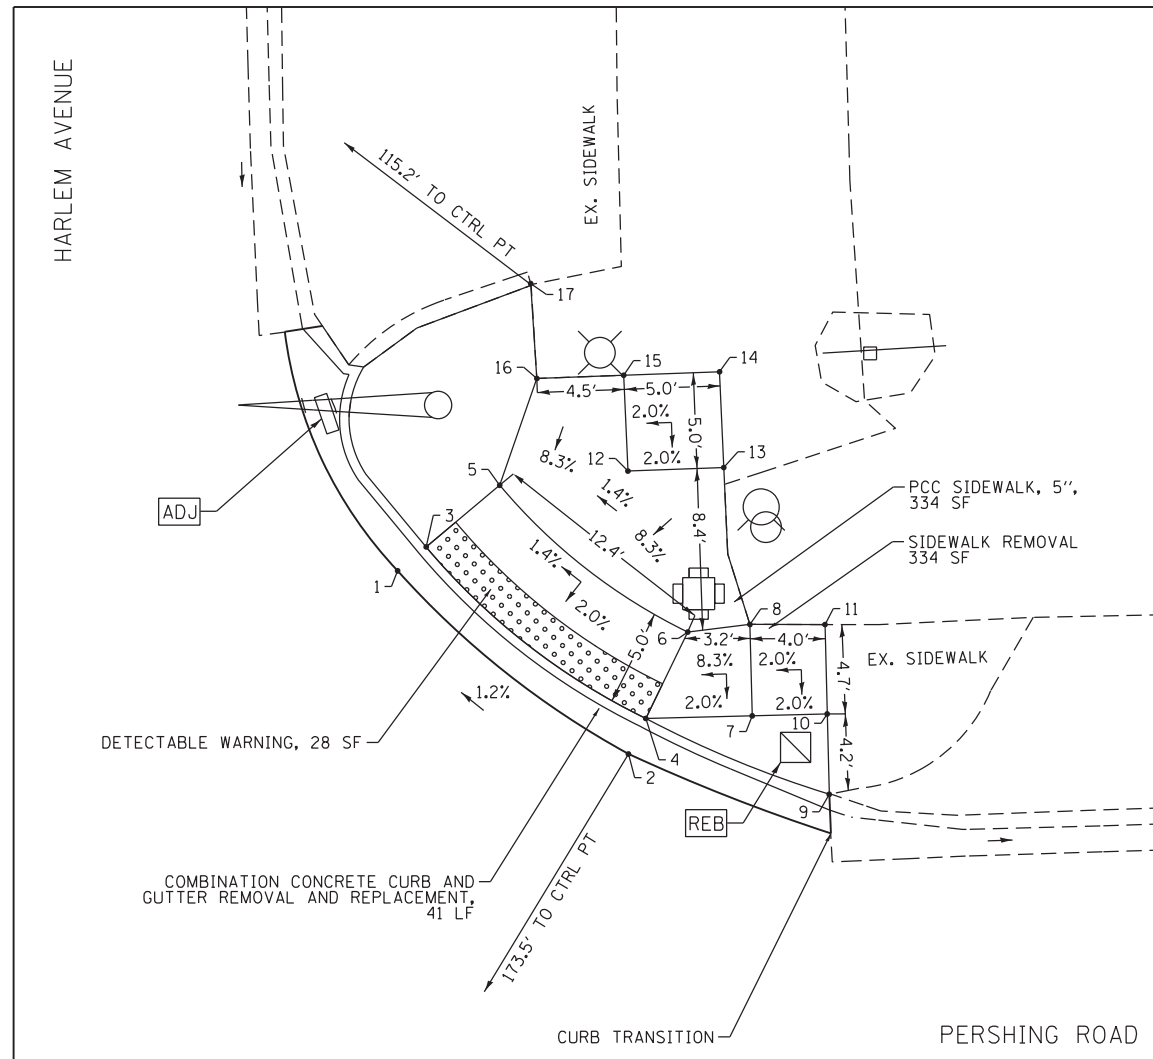 HARLEM AVENUE
115.2' TO CTRL PT
EX. SIDEWALK
17
16
15
14
4.5'
5.0'
2.0%
5.0'
2.0%
8.3%
12
13
5
1.4%
8.4'
PCC SIDEWALK, 5",
334 SF
ADJ
3
12.4'
8.3%
SIDEWALK REMOVAL
334 SF
1.4%
1
2.0%
8
11
6
3.2'
4.0'
5.0'
8.3%
2.0%
4.7'
EX. SIDEWALK
1.2%
2.0%
2.0%
DETECTABLE WARNING, 28 SF
4
7
10
4.2'
2
9
REB
COMBINATION CONCRETE CURB AND
GUTTER REMOVAL AND REPLACEMENT,
41 LF
173.5' TO CTRL PT
CURB TRANSITION
PERSHING ROAD